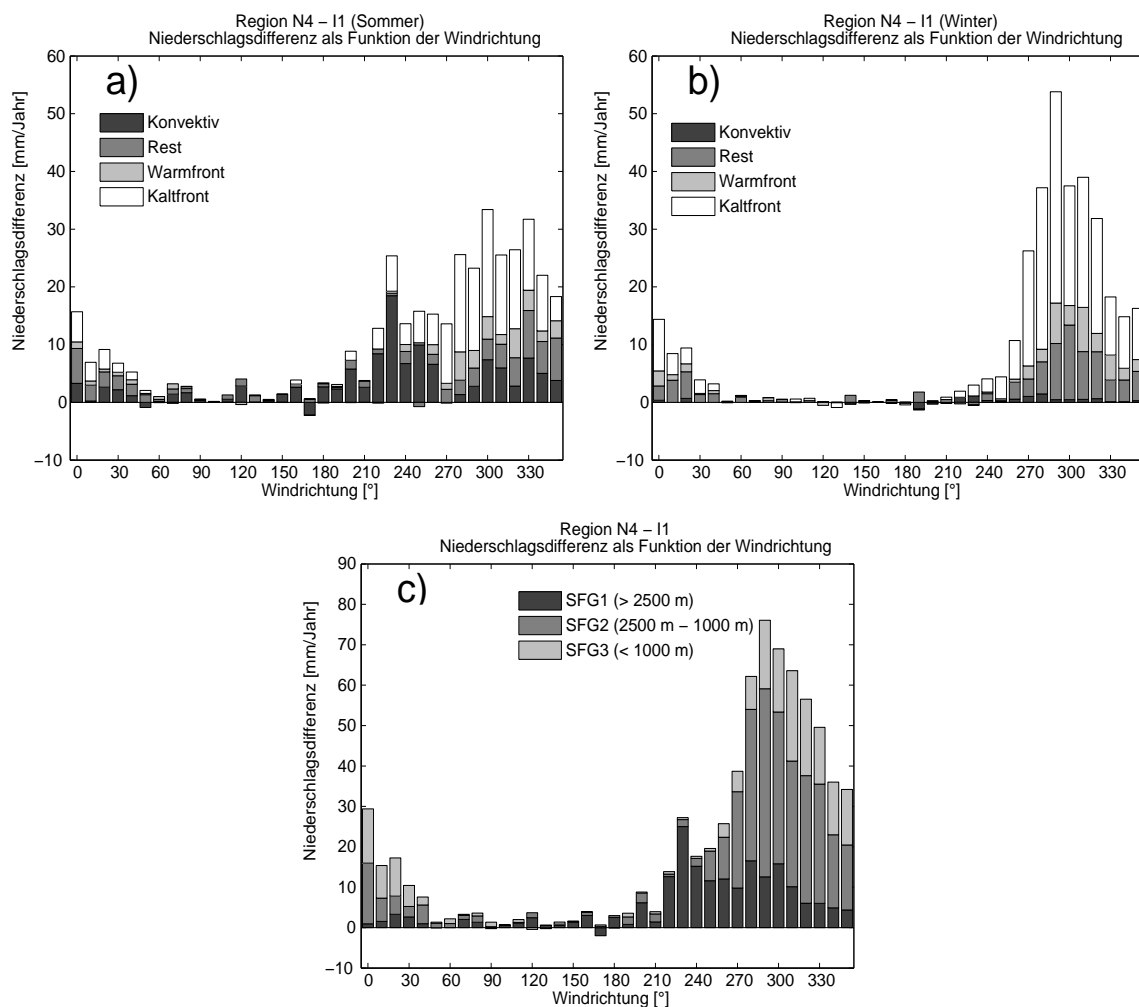 Region N4 – I1 (Sommer)
Niederschlagsdifferenz als Funktion der Windrichtung
a)
Konvektiv
Rest
Warmfront
Kaltfront
Niederschlagsdifferenz [mm/Jahr]
60
50
40
30
20
10
0
−10
0 30 60 90 120 150 180 210 240 270 300 330
Windrichtung [°]
Region N4 – I1 (Winter)
Niederschlagsdifferenz als Funktion der Windrichtung
b)
Konvektiv
Rest
Warmfront
Kaltfront
Niederschlagsdifferenz [mm/Jahr]
60
50
40
30
20
10
0
−10
0 30 60 90 120 150 180 210 240 270 300 330
Windrichtung [°]
Region N4 – I1
Niederschlagsdifferenz als Funktion der Windrichtung
c)
SFG1 (> 2500 m)
SFG2 (2500 m – 1000 m)
SFG3 (< 1000 m)
Niederschlagsdifferenz [mm/Jahr]
90
80
70
60
50
40
30
20
10
0
−10
0 30 60 90 120 150 180 210 240 270 300 330
Windrichtung [°]